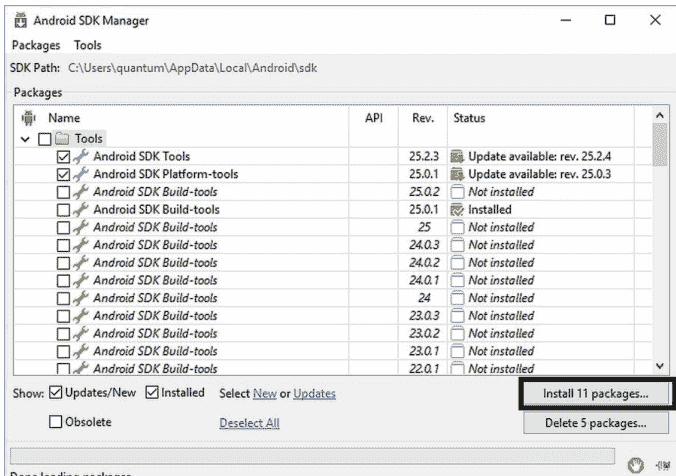 Android SDK Manager
Packages Tools
SDK Path: C:\Users\quantum\AppData\Local\Android\sdk
Packages
Name API Rev. Status
Tools
Android SDK Tools 25.2.3 Update available: rev. 25.2.4
Android SDK Platform-tools 25.0.1 Update available: rev. 25.0.3
Android SDK Build-tools 25.0.2 Not installed
Android SDK Build-tools 25.0.1 Installed
Android SDK Build-tools 25 Not installed
Android SDK Build-tools 24.0.3 Not installed
Android SDK Build-tools 24.0.2 Not installed
Android SDK Build-tools 24.0.1 Not installed
Android SDK Build-tools 24 Not installed
Android SDK Build-tools 23.0.3 Not installed
Android SDK Build-tools 23.0.2 Not installed
Android SDK Build-tools 23.0.1 Not installed
Android SDK Build-tools 22.0.1 Not installed
Show: Updates/New Installed Select New or Updates Install 11 packages...
Obsolete Deselect All Delete 5 packages...
Done loading packages